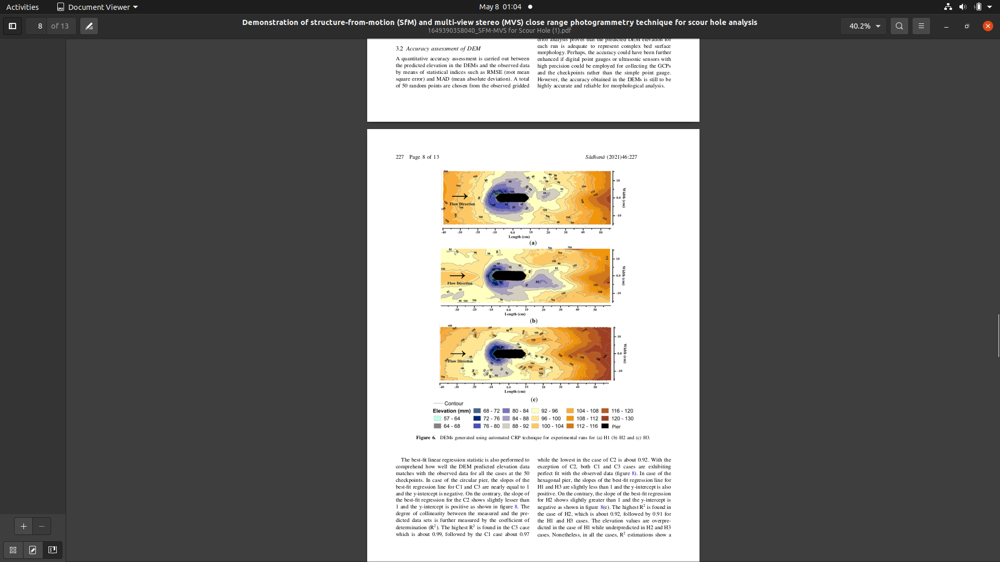 Activities
Document Viewer
May 8 01:04
8 of 13
Demonstration of structure-from-motion (SfM) and multi-view stereo (MVS) close range photogrammetry technique for scour hole analysis
1649390358040_SFM-MVS for Scour Hole (1).pdf
40.2%
3.2 Accuracy assessment of DEM
A quantitative accuracy assessment is carried out between
the predicted elevation in the DEMs and the observed data
by means of statistical indices such as RMSE (root mean
square error) and MAD (mean absolute deviation). A total
of 50 random points are chosen from the observed gridded
error analysis proves that the predicted DEM elevation for
each run is adequate to represent complex bed surface
morphology. Perhaps, the accuracy could have been further
enhanced if digital point gauges or ultrasonic sensors with
high precision could be employed for collecting the GCPs
and the checkpoints rather than the simple point gauge.
However, the accuracy obtained in the DEMs is still to be
highly accurate and reliable for morphological analysis.
227 Page 8 of 13
Sādhanā (2021)46:227
Flow Direction
10
0.0
-10
Width (cm)
-40 -30 -20 -10 0.0 10 20 30 40 50
Length (cm)
(a)
Flow Direction
10
0.0
-10
Width (cm)
-30 -20 -10 0.0 10 20 30 40 50
Length (cm)
(b)
Flow Direction
10
0.0
-10
Width (cm)
-40 -30 -20 -10 0.0 10 20 30 40 50
Length (cm)
(c)
Contour
Elevation (mm) 68 - 72 80 - 84 92 - 96 104 - 108 116 - 120
57 - 64 72 - 76 84 - 88 96 - 100 108 - 112 120 - 130
64 - 68 76 - 80 88 - 92 100 - 104 112 - 116 Pier
Figure 6. DEMs generated using automated CRP technique for experimental runs for (a) H1 (b) H2 and (c) H3.
The best-fit linear regression statistic is also performed to
comprehend how well the DEM predicted elevation data
matches with the observed data for all the cases at the 50
checkpoints. In case of the circular pier, the slopes of the
best-fit regression line for C1 and C3 are nearly equal to 1
and the y-intercept is negative. On the contrary, the slope of
the best-fit regression for the C2 shows slightly lesser than
1 and the y-intercept is positive as shown in figure 8. The
degree of collinearity between the measured and the pre-
dicted data sets is further measured by the coefficient of
determination (R²). The highest R² is found in the C3 case
which is about 0.99, followed by the C1 case about 0.97
while the lowest in the case of C2 is about 0.92. With the
exception of C2, both C1 and C3 cases are exhibiting
perfect fit with the observed data (figure 8). In case of the
hexagonal pier, the slopes of the best-fit regression line for
H1 and H3 are slightly less than 1 and the y-intercept is also
positive. On the contrary, the slope of the best-fit regression
for H2 shows slightly greater than 1 and the y-intercept is
negative as shown in figure 8(e). The highest R² is found in
the case of H2, which is about 0.92, followed by 0.91 for
the H1 and H3 cases. The elevation values are overpre-
dicted in the case of H1 while underpredicted in H2 and H3
cases. Nonetheless, in all the cases, R² estimations show a